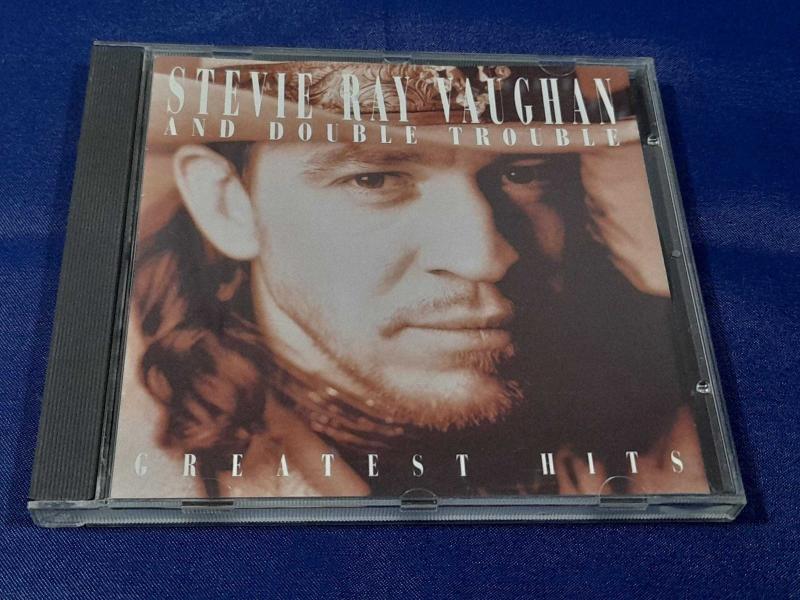 STEVIE RAY VAUGHAN
AND DOUBLE TROUBLE
GREATEST HITS